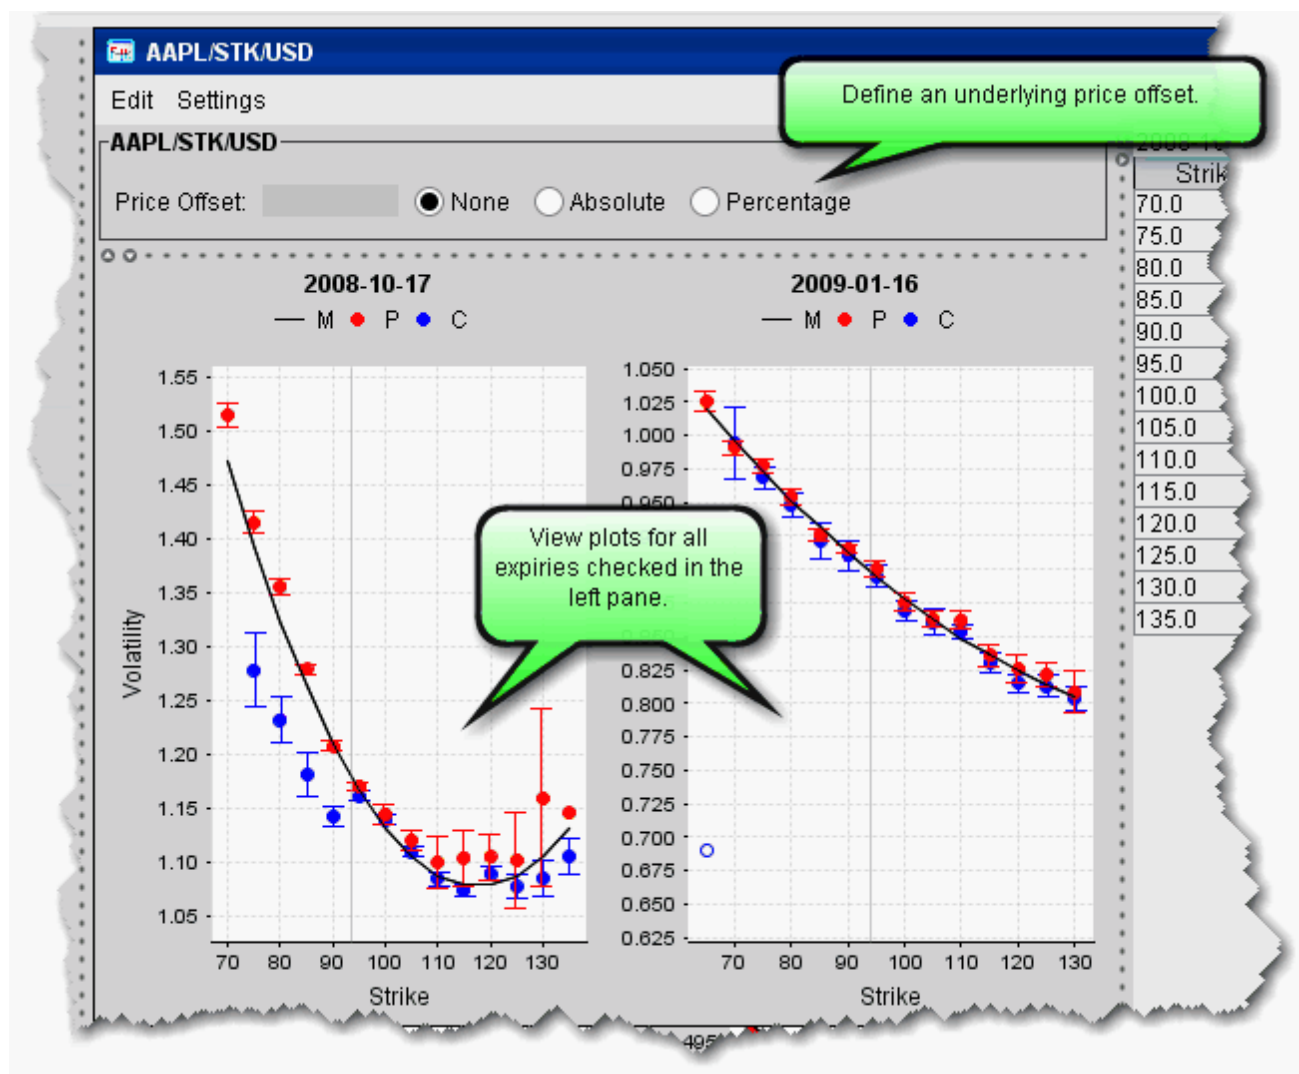 AAPL/STK/USD
Edit Settings
Define an underlying price offset.
AAPL/STK/USD
Price Offset: None Absolute Percentage
2008-10-17
M P C
1.55
1.50
1.45
1.40
1.35
1.30
1.25
1.20
1.15
1.10
1.05
Volatility
70 80 90 100 110 120 130
Strike
View plots for all
expiries checked in the
left pane.
2009-01-16
M P C
1.050
1.025
1.000
0.975
0.950
0.825
0.800
0.775
0.750
0.725
0.700
0.675
0.650
0.625
70 80 90 100 110 120 130
Strike
70.0
75.0
80.0
85.0
90.0
95.0
100.0
105.0
110.0
115.0
120.0
125.0
130.0
135.0
495